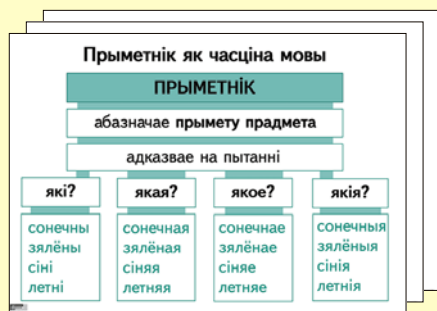 Прыметнік як часціна мовы
ПРЫМЕТНІК
абазначае прымету прадмета
адказвае на пытанні
які? якая? якое? якія?
сонечны сонечная сонечнае сонечныя
зялёны зялёная зялёнае зялёныя
сіні сіняя сіняе сінія
летні летняя летняе летнія